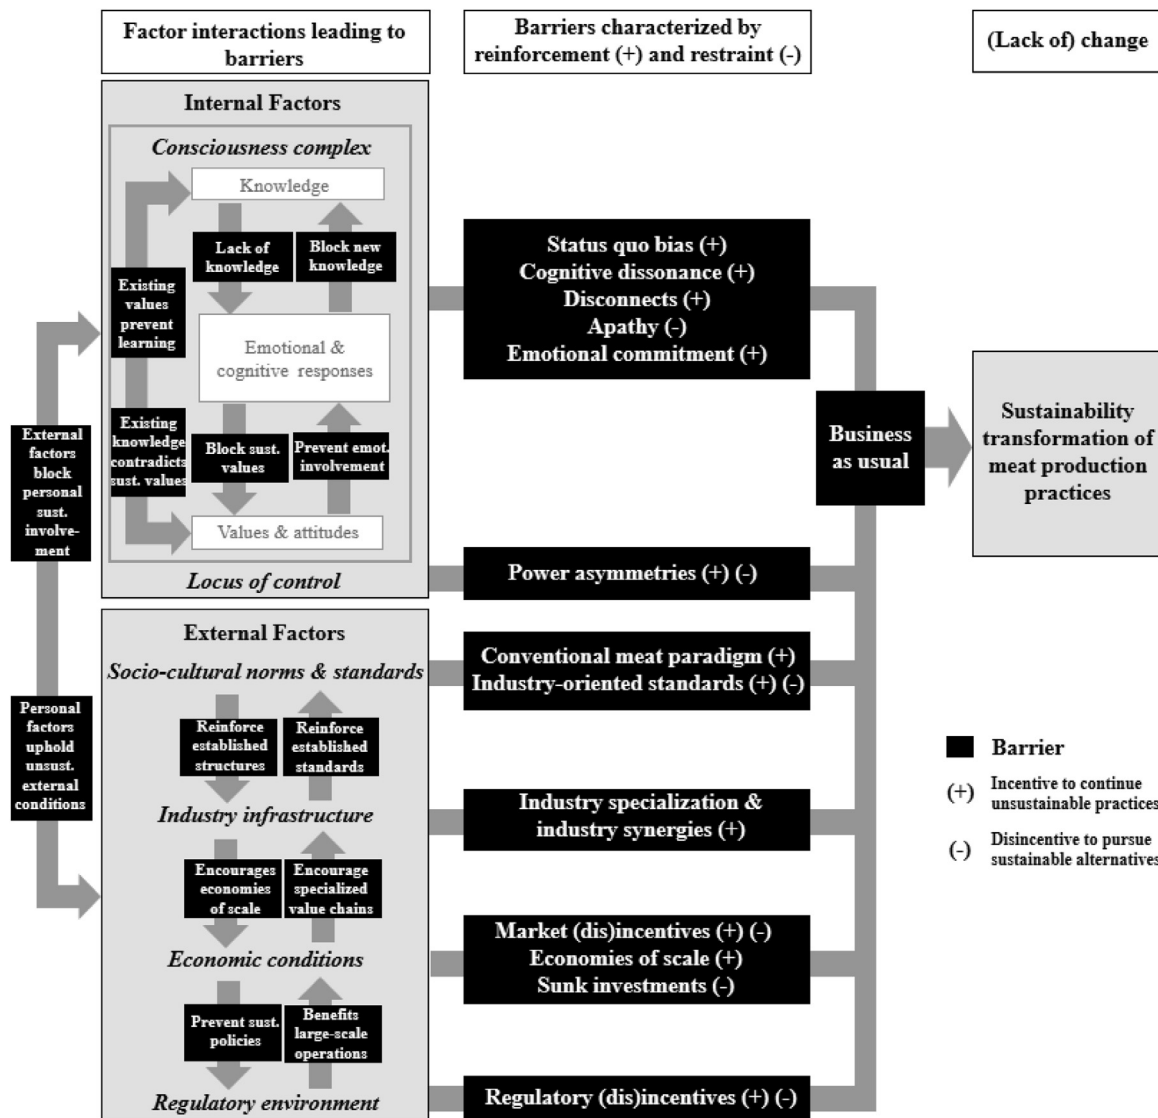 Factor interactions leading to
barriers
Barriers characterized by
reinforcement (+) and restraint (-)
(Lack of) change
Internal Factors
Consciousness complex
Knowledge
Lack of
knowledge
Block new
knowledge
Existing
values
prevent
learning
Emotional &
cognitive responses
Existing
knowledge
contradicts
sust. values
Block sust.
values
Prevent emot.
involvement
Values & attitudes
Locus of control
External
factors
block
personal
sust.
involve-
ment
Personal
factors
uphold
unsust.
external
conditions
External Factors
Socio-cultural norms & standards
Reinforce
established
structures
Reinforce
established
standards
Industry infrastructure
Encourages
economies
of scale
Encourage
specialized
value chains
Economic conditions
Prevent sust.
policies
Benefits
large-scale
operations
Regulatory environment
Status quo bias (+)
Cognitive dissonance (+)
Disconnects (+)
Apathy (-)
Emotional commitment (+)
Power asymmetries (+) (-)
Conventional meat paradigm (+)
Industry-oriented standards (+) (-)
Industry specialization &
industry synergies (+)
Market (dis)incentives (+) (-)
Economies of scale (+)
Sunk investments (-)
Regulatory (dis)incentives (+) (-)
Business
as usual
Sustainability
transformation of
meat production
practices
Barrier
(+) Incentive to continue
unsustainable practices
(-) Disincentive to pursue
sustainable alternatives